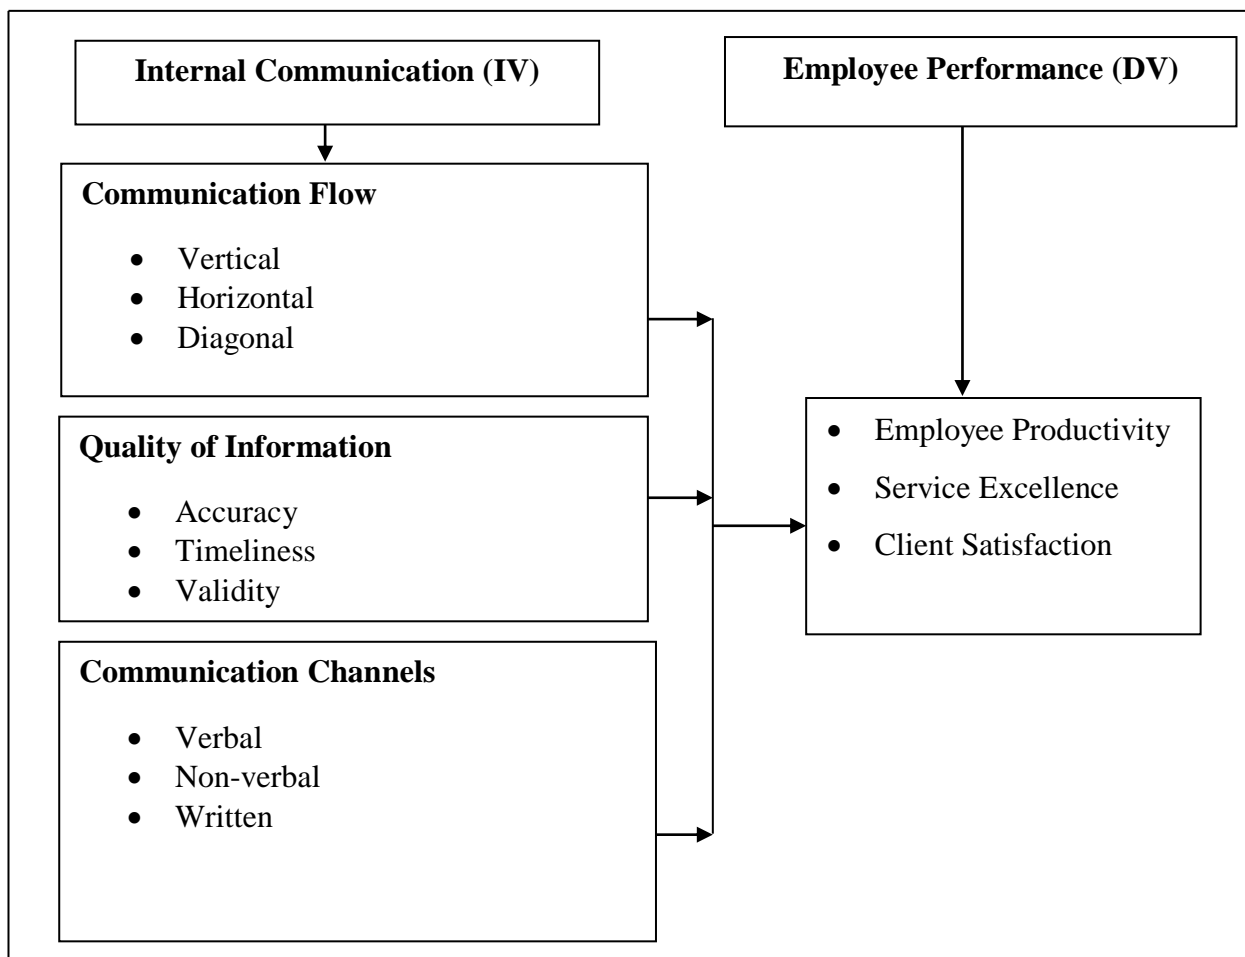 Internal Communication (IV)
Employee Performance (DV)
Communication Flow
• Vertical
• Horizontal
• Diagonal
Quality of Information
• Accuracy
• Timeliness
• Validity
Communication Channels
• Verbal
• Non-verbal
• Written
• Employee Productivity
• Service Excellence
• Client Satisfaction